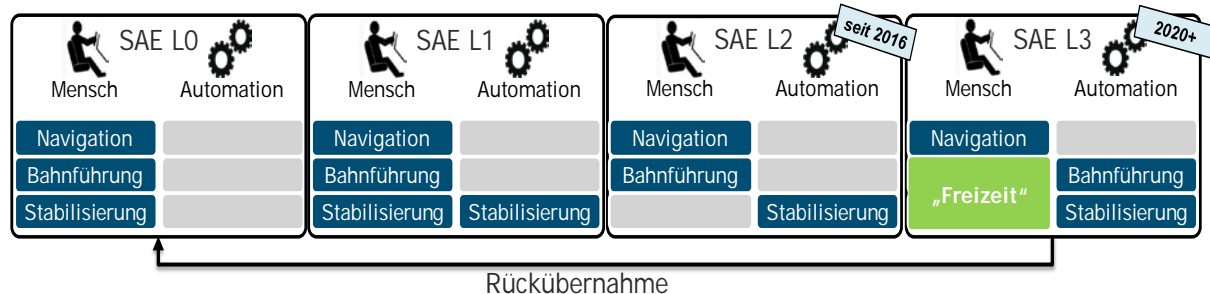 SAE L0
Mensch Automation
Navigation
Bahnführung
Stabilisierung
SAE L1
Mensch Automation
Navigation
Bahnführung
Stabilisierung Stabilisierung
SAE L2
seit 2016
Mensch Automation
Navigation
Bahnführung
Stabilisierung
SAE L3
2020+
Mensch Automation
Navigation
„Freizeit“
Bahnführung
Stabilisierung
Rückübernahme